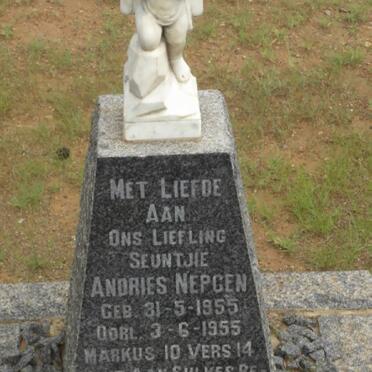 MET LIEFDE
AAN
ONS LIEFLING
SEUNTJIE
ANDRIES NEPGEN
GEB. 31-5-1955
OORL. 3-6-1955
MARKUS 10 VERS 14